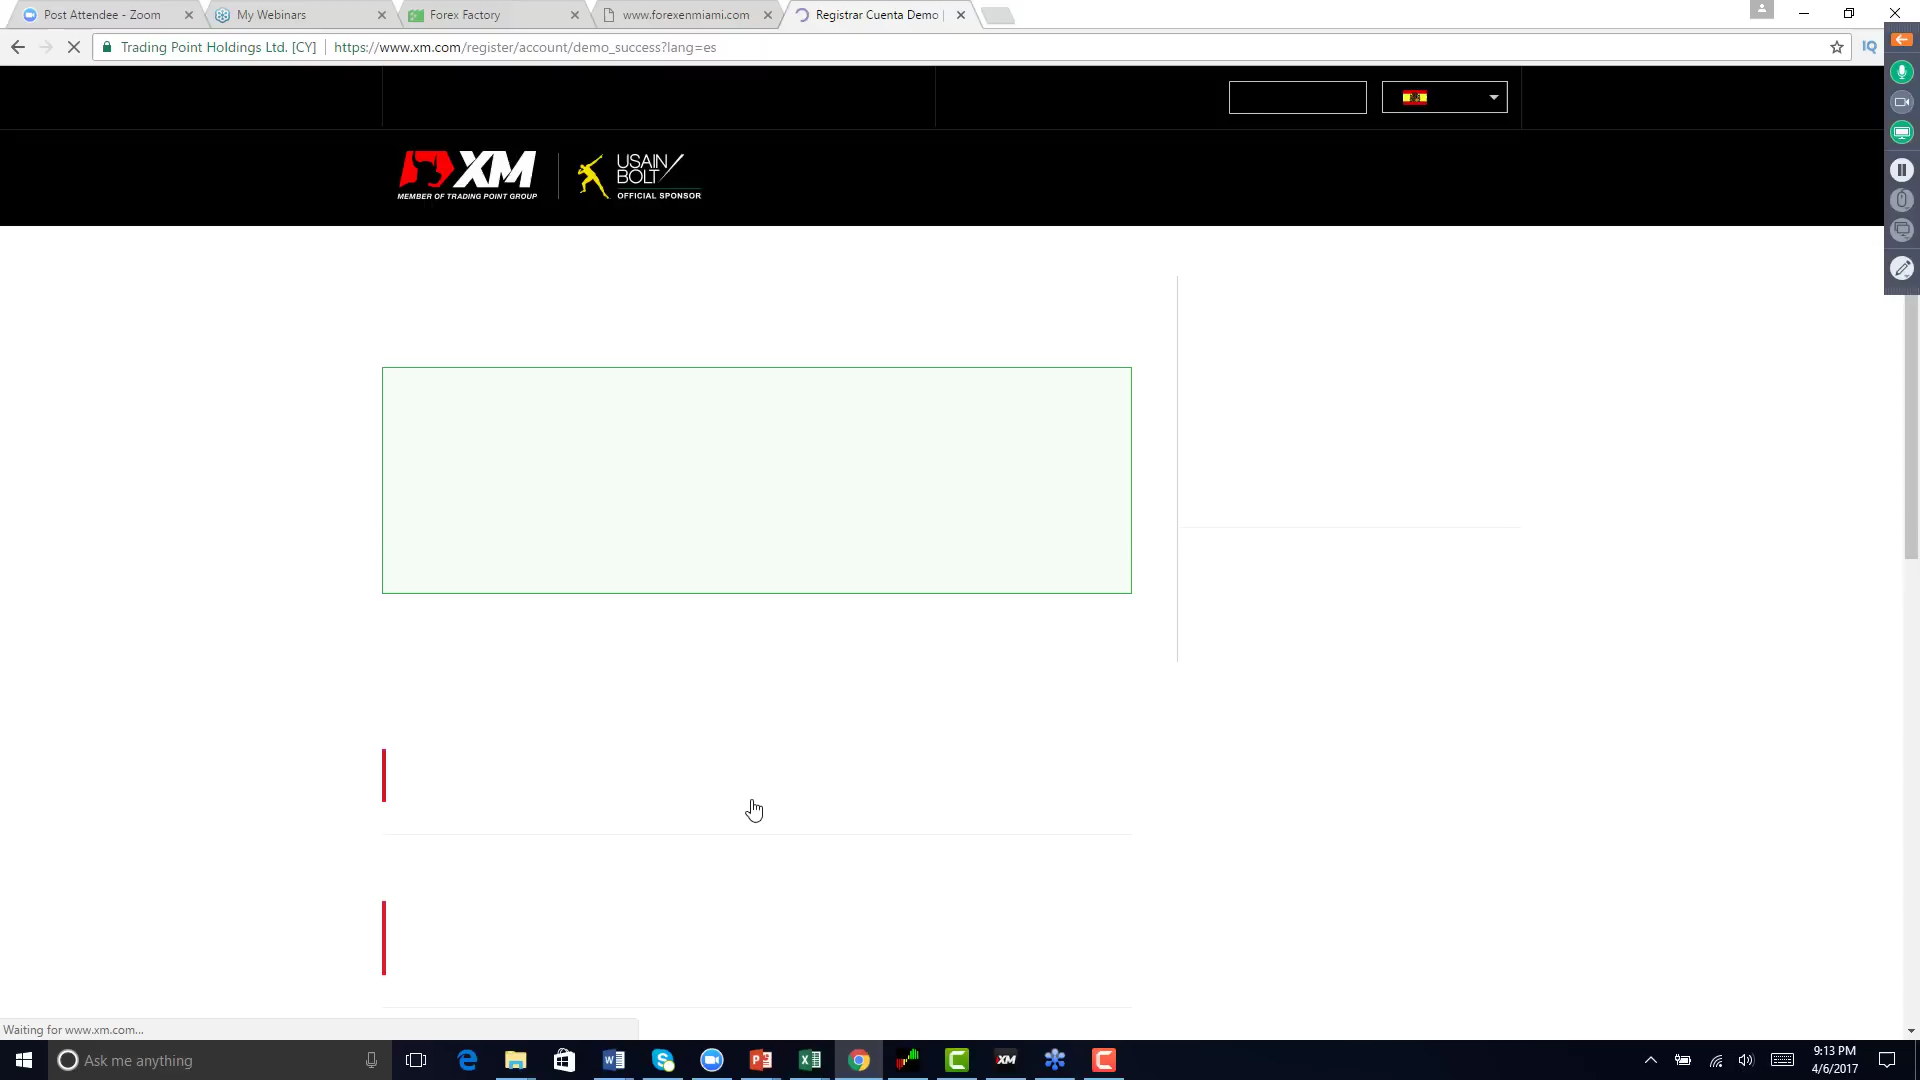 Post Attendee - Zoom
My Webinars
Forex Factory
www.forexenmiami.com
Registrar Cuenta Demo
Trading Point Holdings Ltd. [CY]
https://www.xm.com/register/account/demo_success?lang=es
IQ
XM
MEMBER OF TRADING POINT GROUP
USAIN
BOLT
OFFICIAL SPONSOR
Waiting for www.xm.com...
Ask me anything
XM
9:13 PM
4/6/2017